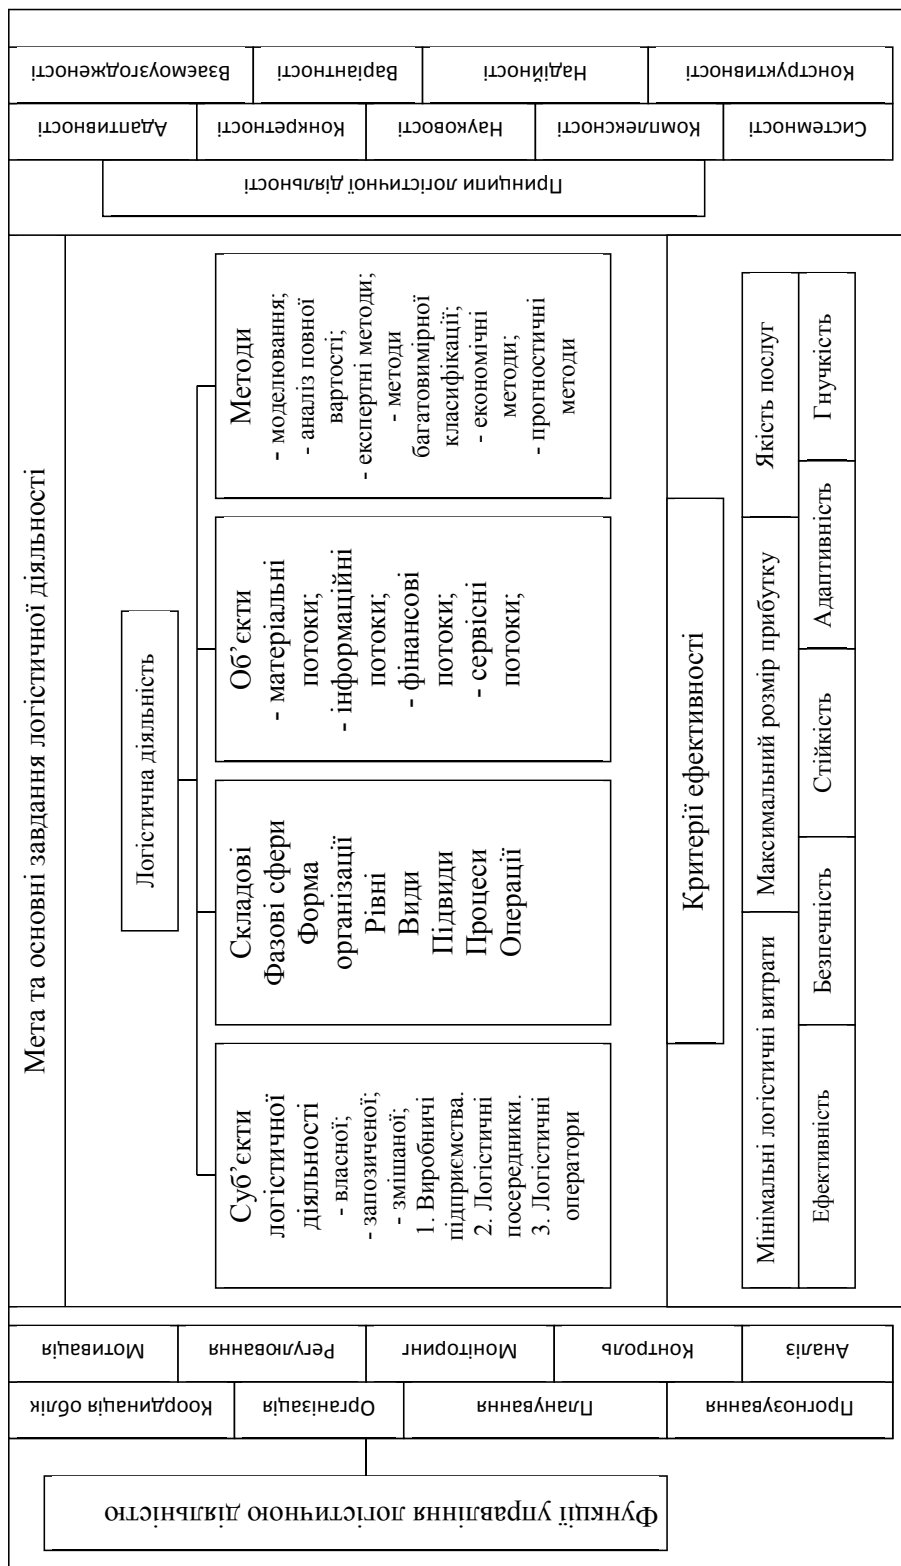 Мета та основні завдання логістичної діяльності
Функції управління логістичною діяльністю
Прогнозування
Планування
Організація
Координація облік
Аналіз
Контроль
Моніторинг
Регулювання
Мотивація
Логістична діяльність
Суб’єкти
логістичної
діяльності
- власної;
- запозиченої;
- змішаної;
1. Виробничі
підприємства.
2. Логістичні
посередники.
3. Логістичні
оператори
Складові
Фазові сфери
Форма
організації
Рівні
Види
Підвиди
Процеси
Операції
Об’єкти
- матеріальні
потоки;
- інформаційні
потоки;
- фінансові
потоки;
- сервісні
потоки;
Методи
- моделювання;
- аналіз повної
вартості;
- експертні методи;
- методи
багатовимірної
класифікації;
- економічні
методи;
- прогностичні
методи
Критерії ефективності
Мінімальні логістичні витрати
Максимальний розмір прибутку
Якість послуг
Ефективність
Безпечність
Стійкість
Адаптивність
Гнучкість
Принципи логістичної діяльності
Системності
Комплексності
Науковості
Конкретності
Адаптивності
Конструктивності
Надійності
Варіантності
Взаємоузгодженості